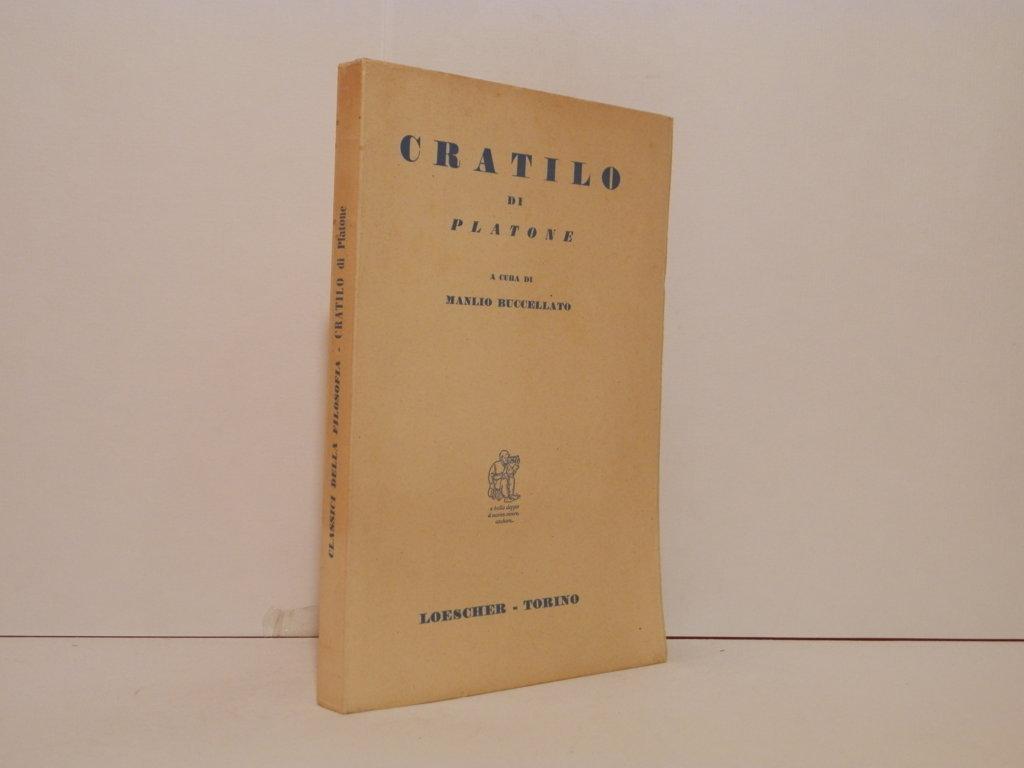 CRATILO
DI
PLATONE
A CURA DI
MANLIO BUCCELLATO
LOESCHER - TORINO
CLASSICI DELLA FILOSOFIA - CRATILO di Platone